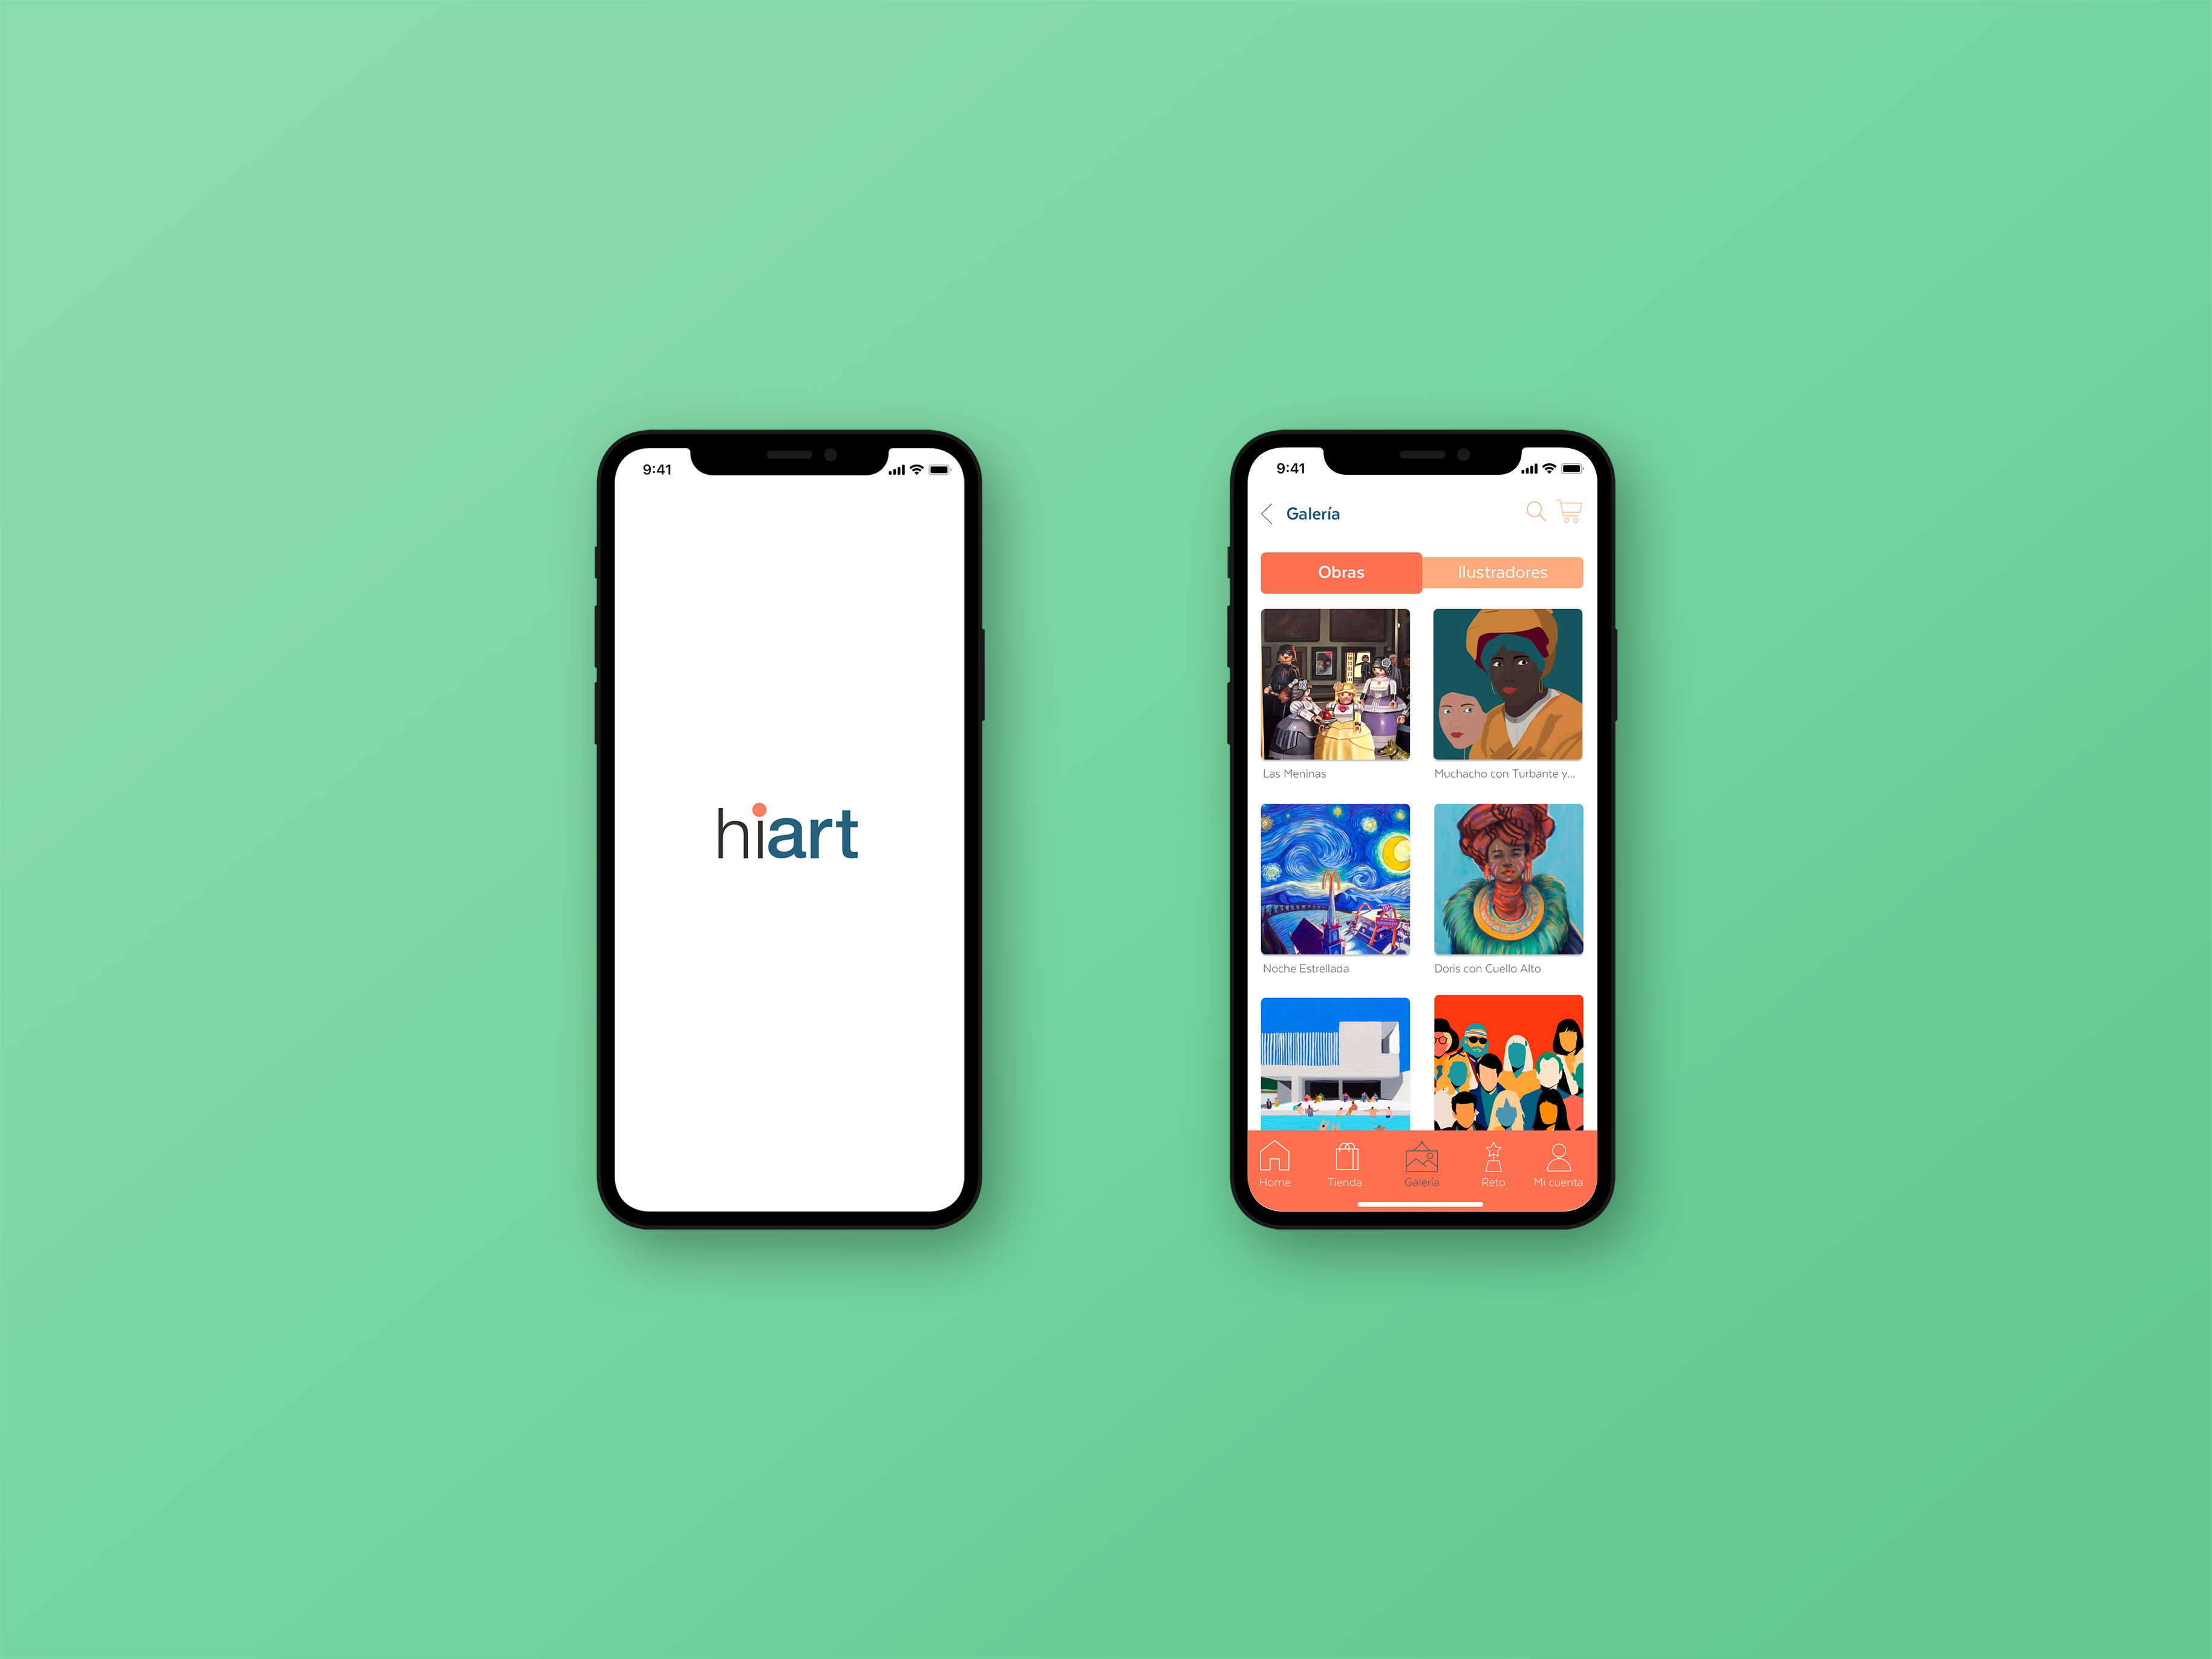 9:41
hiart
9:41
Galería
Obras
Ilustradores
Las Meninas
Muchacho con Turbante y...
Noche Estrellada
Doris con Cuello Alto
Home
Tienda
Galería
Reto
Mi cuenta